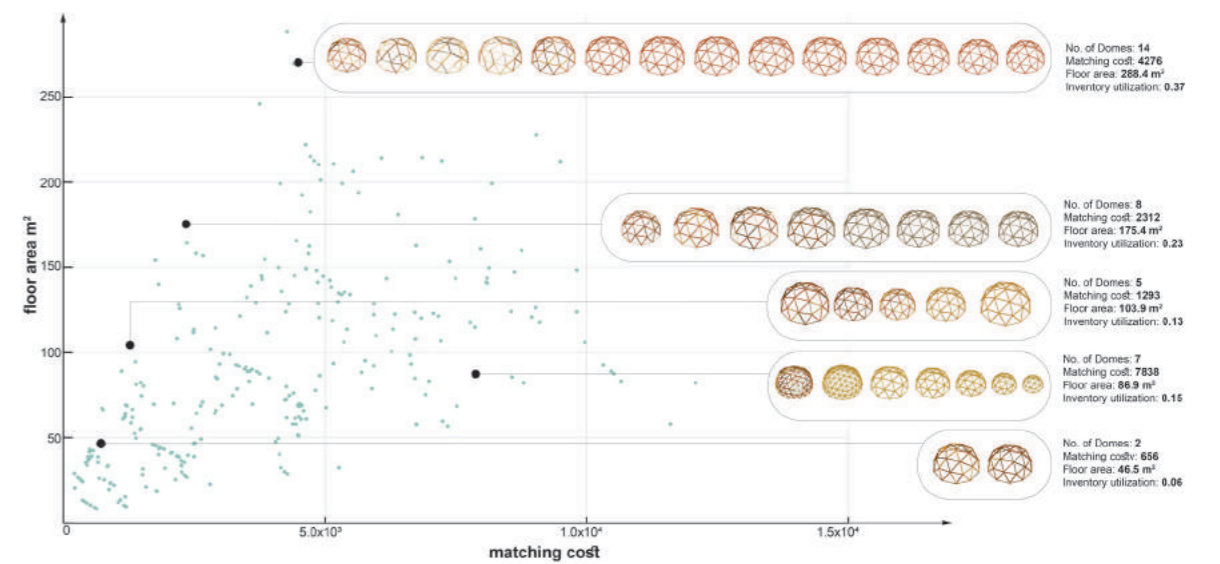 No. of Domes: 14
Matching cost: 4276
Floor area: 288.4 m²
Inventory utilization: 0.37
250
200
No. of Domes: 8
Matching cost: 2312
Floor area: 175.4 m²
Inventory utilization: 0.23
floor area m²
150
No. of Domes: 5
Matching cost: 1293
Floor area: 103.9 m²
Inventory utilization: 0.13
100
No. of Domes: 7
Matching cost: 7838
Floor area: 86.9 m²
Inventory utilization: 0.15
50
No. of Domes: 2
Matching costv: 656
Floor area: 46.5 m²
Inventory utilization: 0.06
0
5.0x10³
1.0x10⁴
1.5x10⁴
matching cost